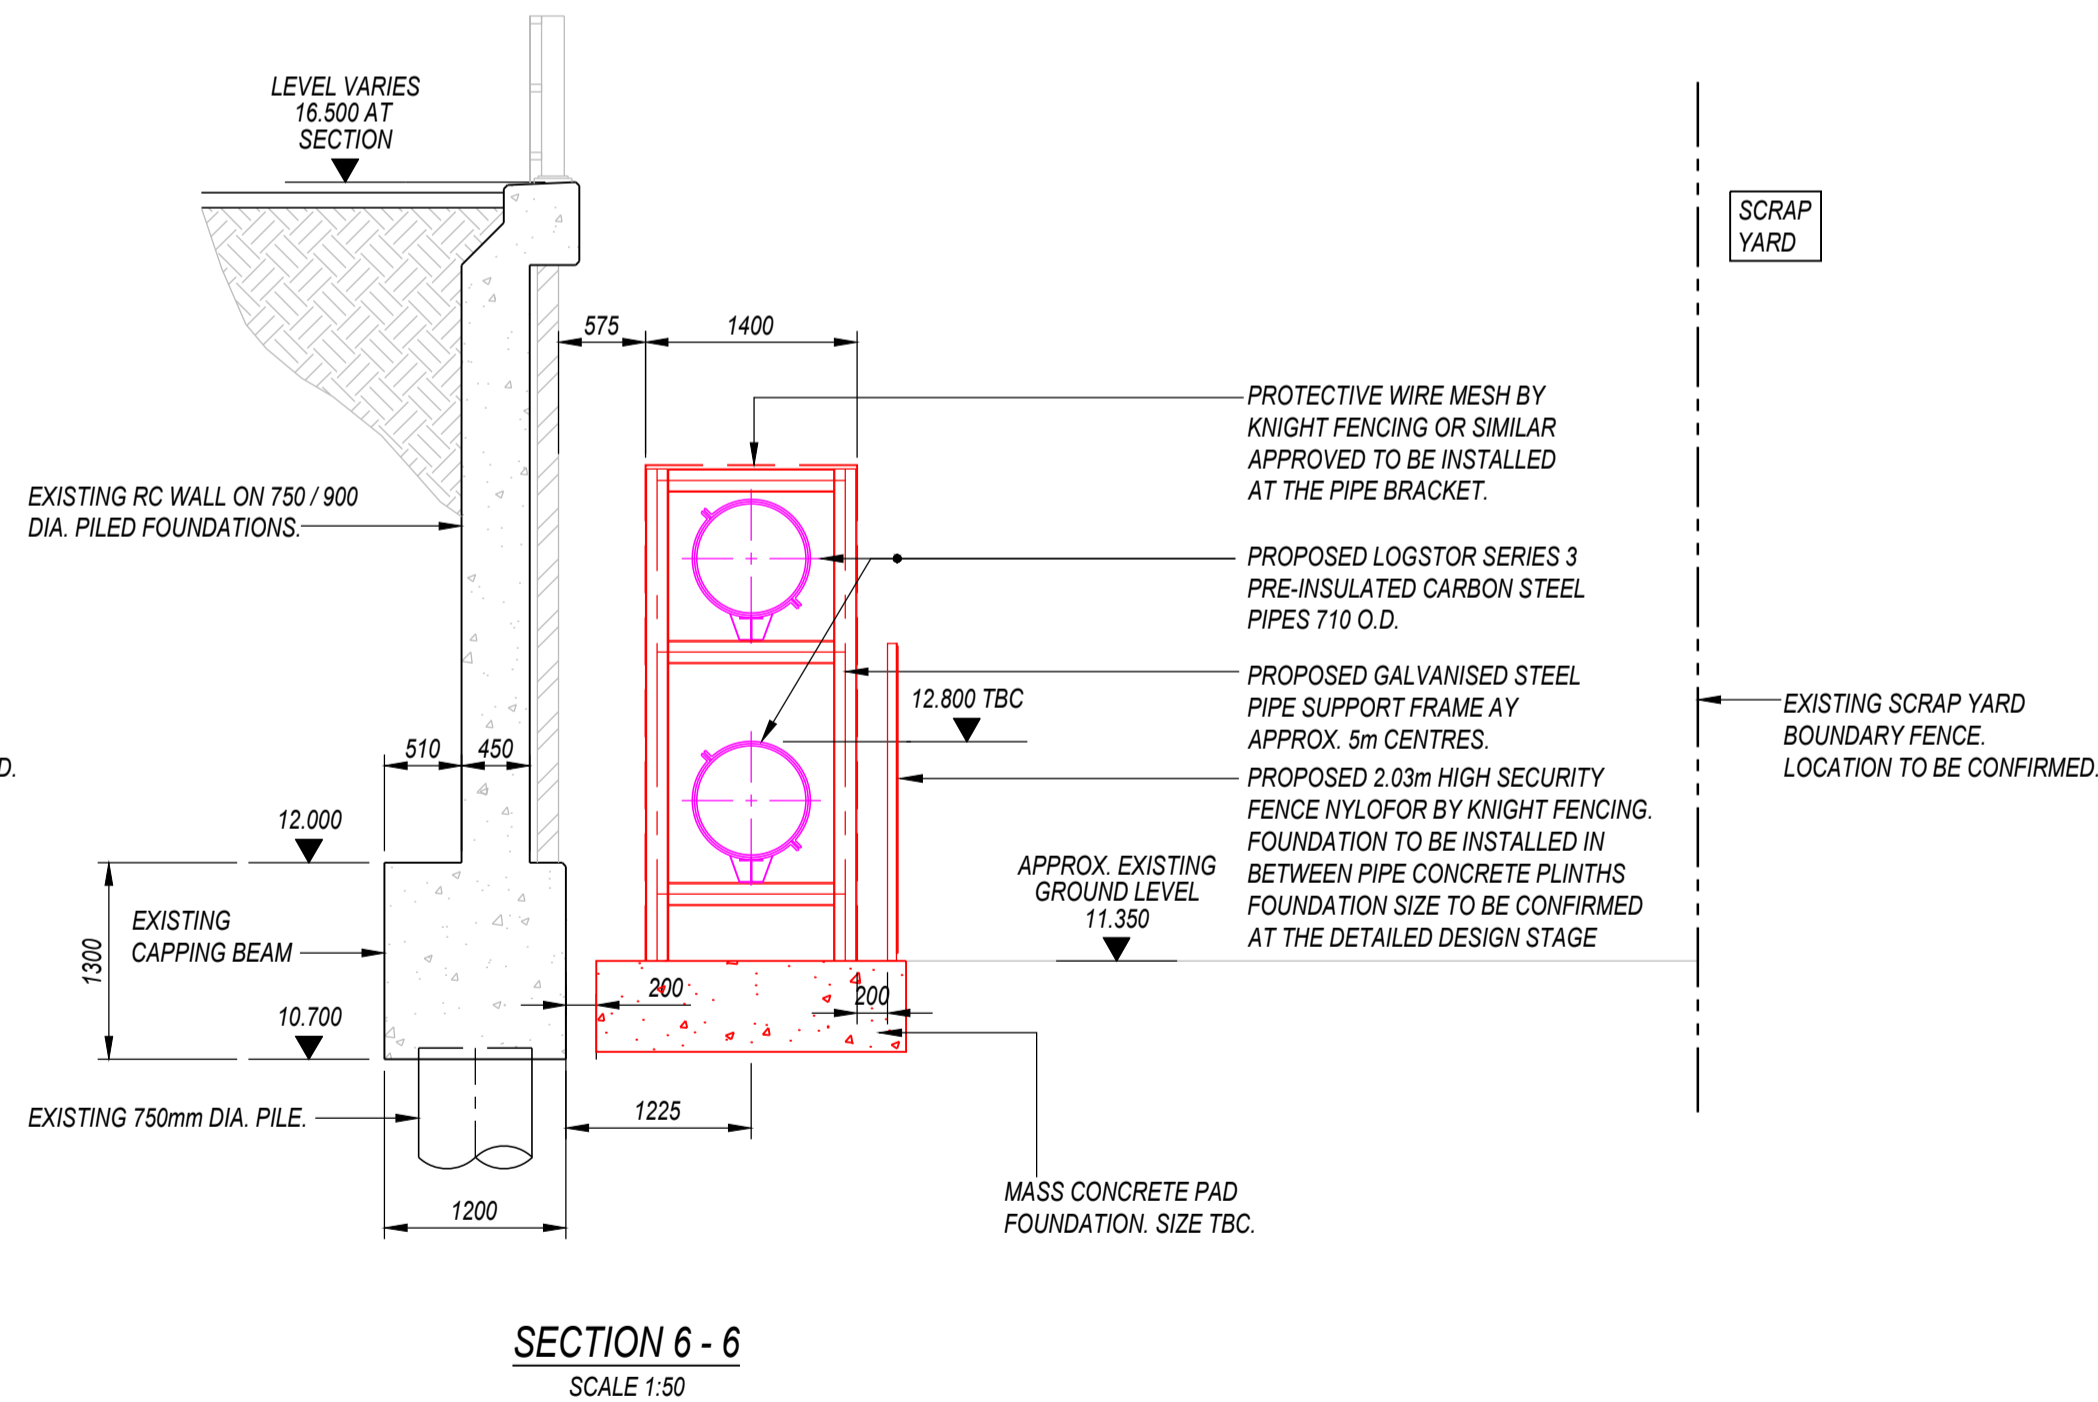 LEVEL VARIES
16.500 AT
SECTION
SCRAP
YARD
575
1400
PROTECTIVE WIRE MESH BY
KNIGHT FENCING OR SIMILAR
APPROVED TO BE INSTALLED
AT THE PIPE BRACKET.
EXISTING RC WALL ON 750 / 900
DIA. PILED FOUNDATIONS.
PROPOSED LOGSTOR SERIES 3
PRE-INSULATED CARBON STEEL
PIPES 710 O.D.
PROPOSED GALVANISED STEEL
PIPE SUPPORT FRAME AY
APPROX. 5m CENTRES.
12.800 TBC
EXISTING SCRAP YARD
BOUNDARY FENCE.
LOCATION TO BE CONFIRMED.
510
450
D.
PROPOSED 2.03m HIGH SECURITY
FENCE NYLOFOR BY KNIGHT FENCING.
FOUNDATION TO BE INSTALLED IN
BETWEEN PIPE CONCRETE PLINTHS
FOUNDATION SIZE TO BE CONFIRMED
AT THE DETAILED DESIGN STAGE
12.000
APPROX. EXISTING
GROUND LEVEL
11.350
EXISTING
CAPPING BEAM
1300
200
200
10.700
EXISTING 750mm DIA. PILE.
1225
1200
MASS CONCRETE PAD
FOUNDATION. SIZE TBC.
SECTION 6 - 6
SCALE 1:50